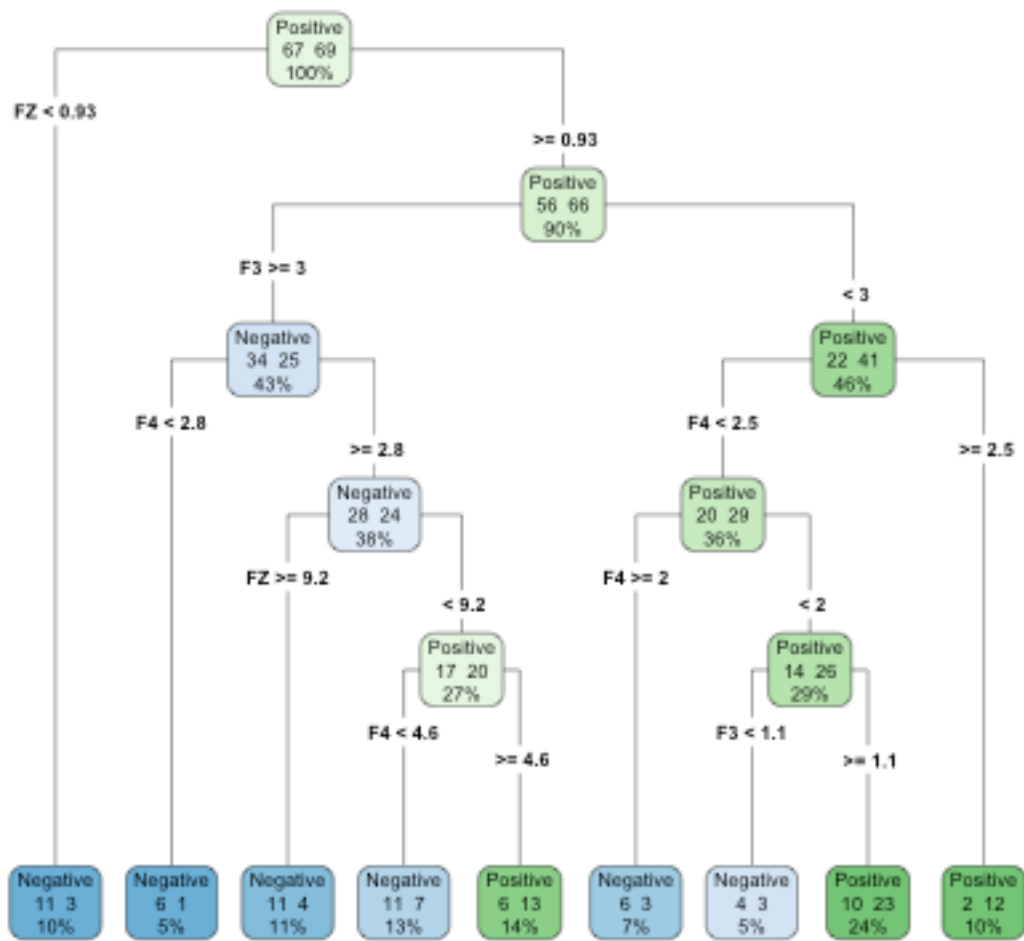 Positive
67 69
100%
FZ < 0.93
>= 0.93
Positive
56 66
90%
F3 >= 3
< 3
Negative
34 25
43%
Positive
22 41
46%
F4 < 2.8
>= 2.8
F4 < 2.5
>= 2.5
Negative
28 24
38%
Positive
20 29
36%
FZ >= 9.2
< 9.2
F4 >= 2
< 2
Positive
17 20
27%
Positive
14 26
29%
F4 < 4.6
>= 4.6
F3 < 1.1
>= 1.1
Negative
11 3
10%
Negative
6 1
5%
Negative
11 4
11%
Negative
11 7
13%
Positive
6 13
14%
Negative
6 3
7%
Negative
4 3
5%
Positive
10 23
24%
Positive
2 12
10%